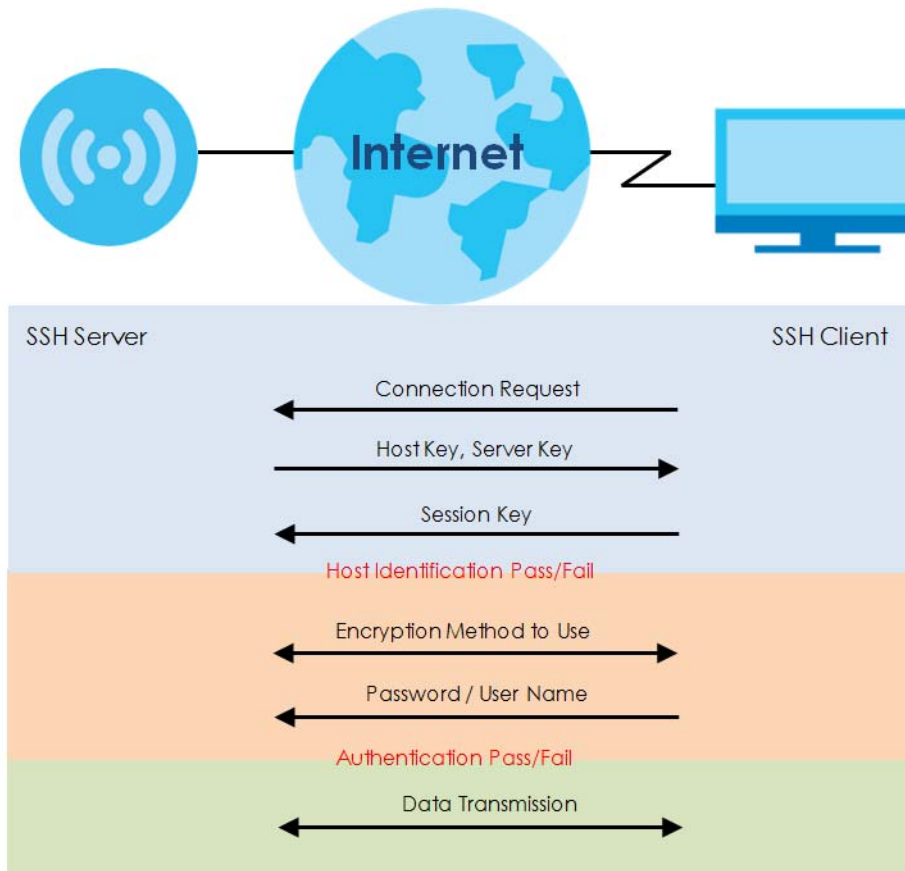 Internet
SSH Server
SSH Client
Connection Request
Host Key, Server Key
Session Key
Host Identification Pass/Fail
Encryption Method to Use
Password / User Name
Authentication Pass/Fail
Data Transmission